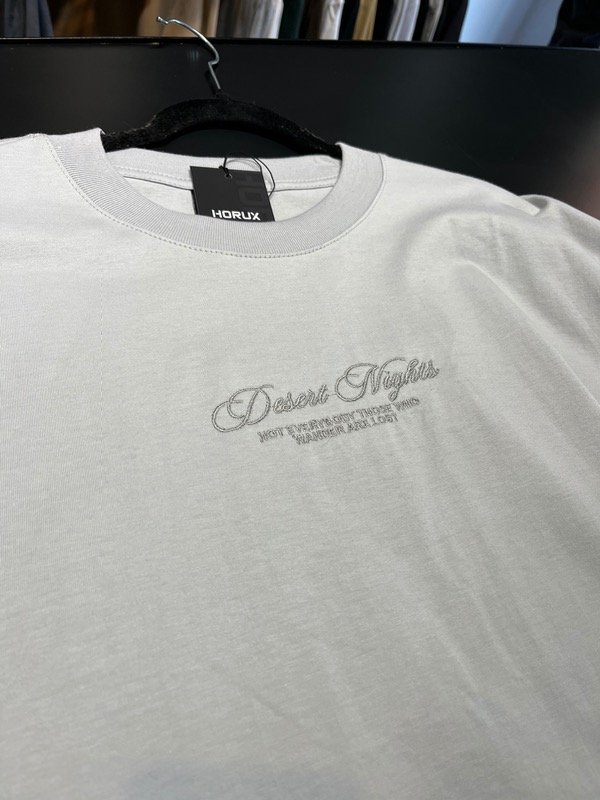 HORUX
Desert Nights
NOT EVERYBODY THOSE WHO
WANDER ARE LOST